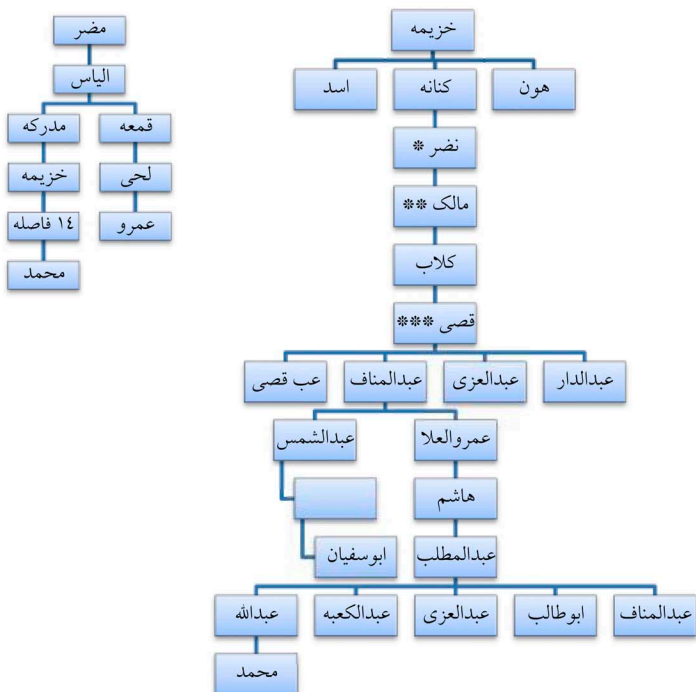 مضر
الیاس
قمعه
مدرکه
لحی
خزیمه
عمرو
١٤ فاصله
محمد
خزیمه
هون
کنانه
اسد
نضر *
مالک **
کلاب
قصی ***
عبدالدار
عبدالعزی
عبدالمناف
عب قصی
عمروالعلا
عبدالشمس
هاشم
عبدالمطلب
ابوسفیان
عبدالمناف
ابوطالب
عبدالعزی
عبدالکعبه
عبدالله
محمد